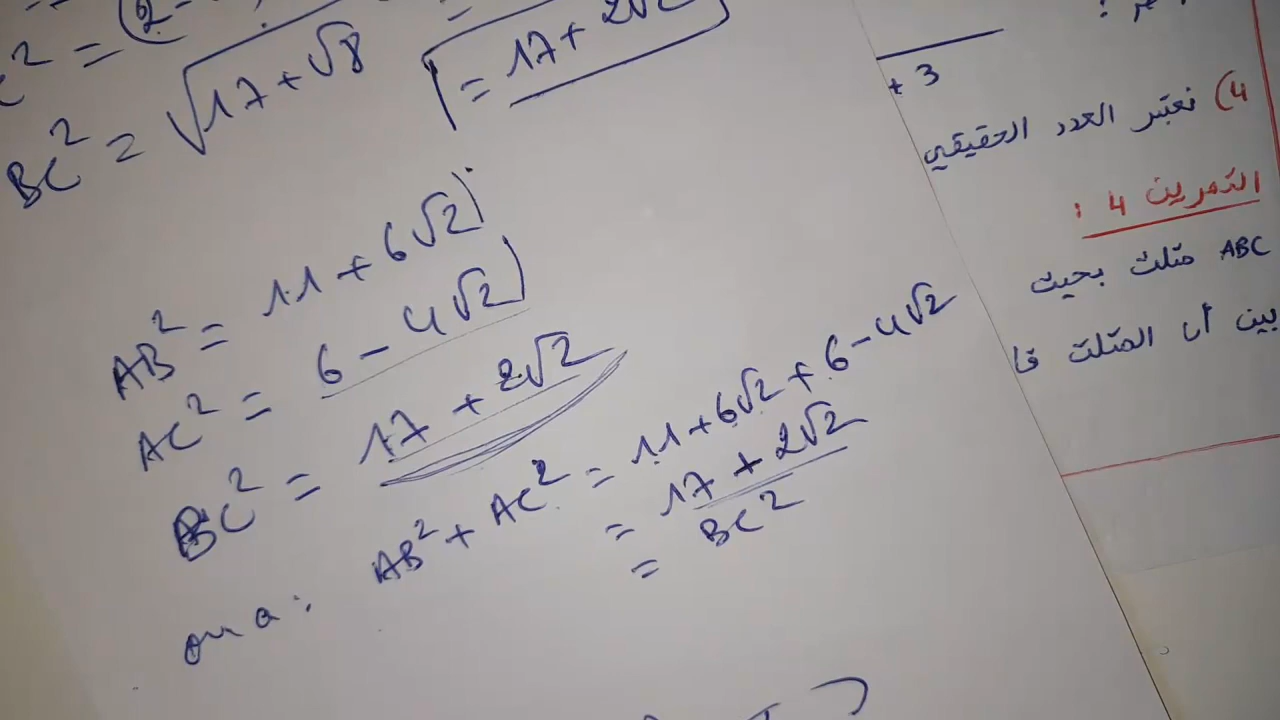 = 17 + 2√2
BC² = √17 + √8
AB² = 11 + 6√2
AC² = 6 - 4√2
BC² = 17 + 2√2
on a: AB² + AC² = 11 + 6√2 + 6 - 4√2
= 17 + 2√2
= BC²
+ 3
4) نعتبر العدد الحقيقي
التمرين 4 :
ABC مثلث بحيث
بين أن المثلث قا